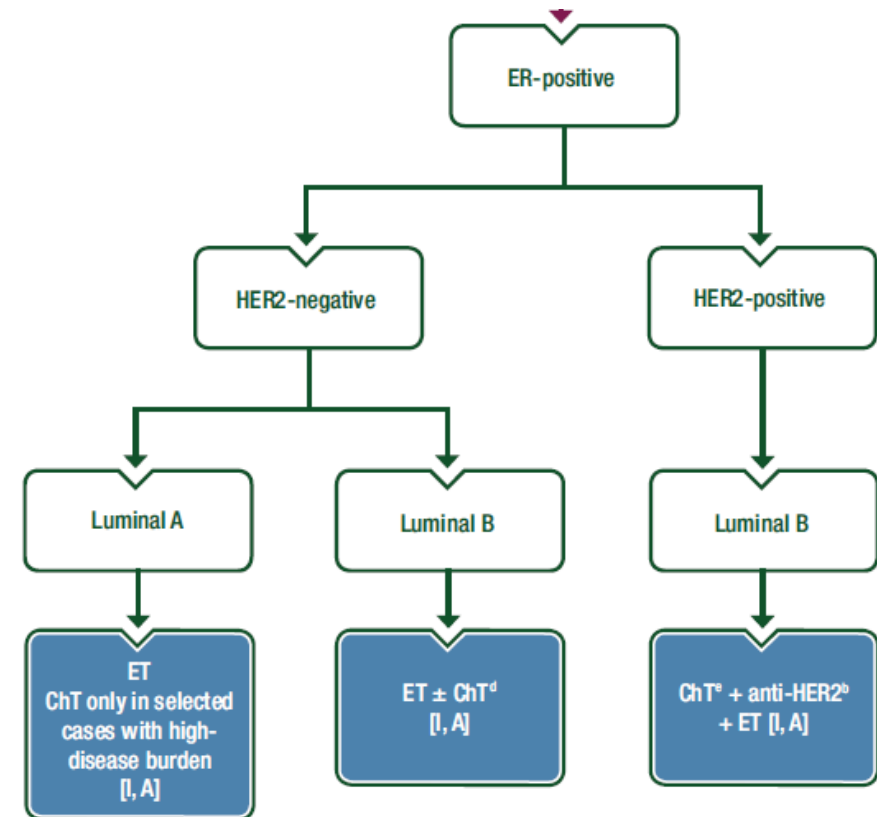 ER-positive
HER2-negative
HER2-positive
Luminal A
Luminal B
Luminal B
ET
ChT only in selected
cases with high-
disease burden
[I, A]
ET ± ChTᵈ
[I, A]
ChTᵉ + anti-HER2ᵇ
+ ET [I, A]